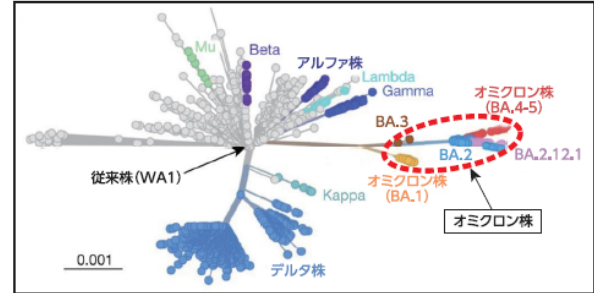 Mu
Beta
アルファ株
Lambda
Gamma
オミクロン株
(BA.4-5)
BA.3
BA.2
BA.2.12.1
従来株(WA1)
オミクロン株
(BA.1)
Kappa
オミクロン株
デルタ株
0.001